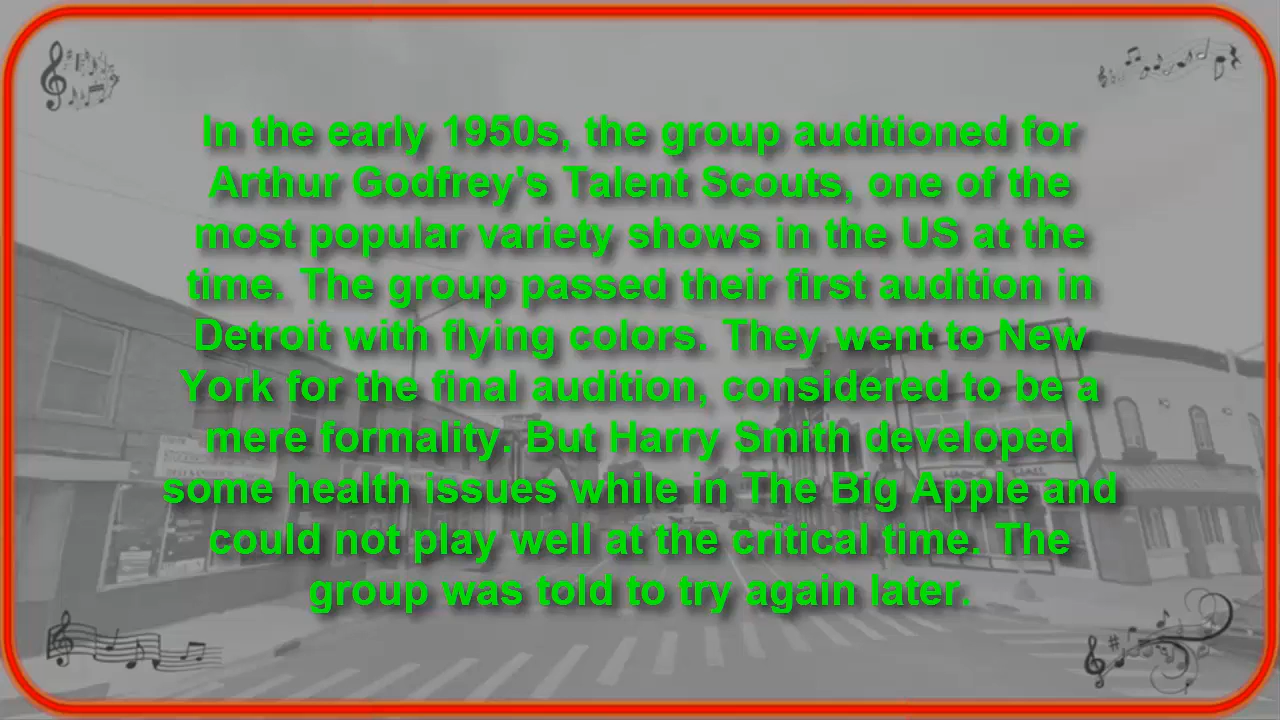 In the early 1950s, the group auditioned for
Arthur Godfrey's Talent Scouts, one of the
most popular variety shows in the US at the
time. The group passed their first audition in
Detroit with flying colors. They went to New
York for the final audition, considered to be a
mere formality. But Harry Smith developed
some health issues while in The Big Apple and
could not play well at the critical time. The
group was told to try again later.